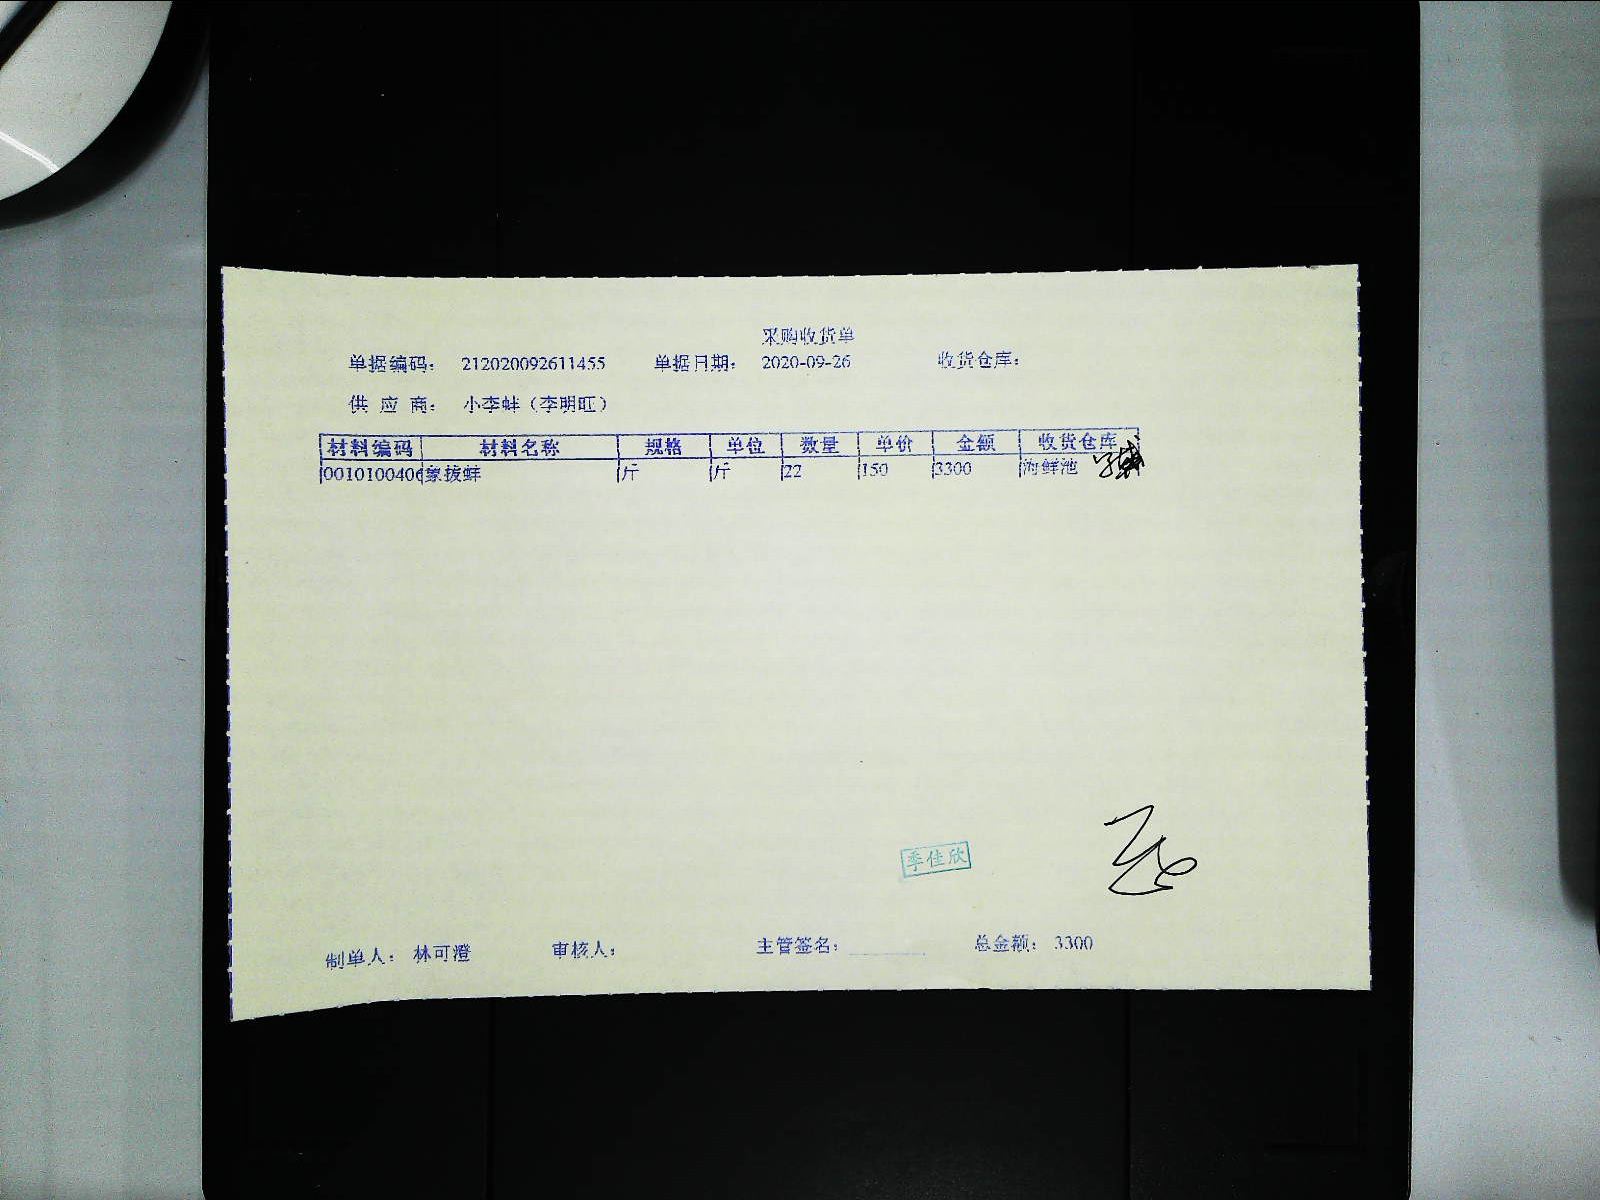 采购收货单
单据编码： 212020092611455 单据日期： 2020-09-26 收货仓库：
供 应 商： 小李蚌（李明旺）
材料编码 材料名称 规格 单位 数量 单价 金额 收货仓库
0010100406 象拔蚌 斤 斤 22 150 3300 海鲜池
季佳欣
制单人： 林可澄 审核人： 主管签名： 总金额： 3300